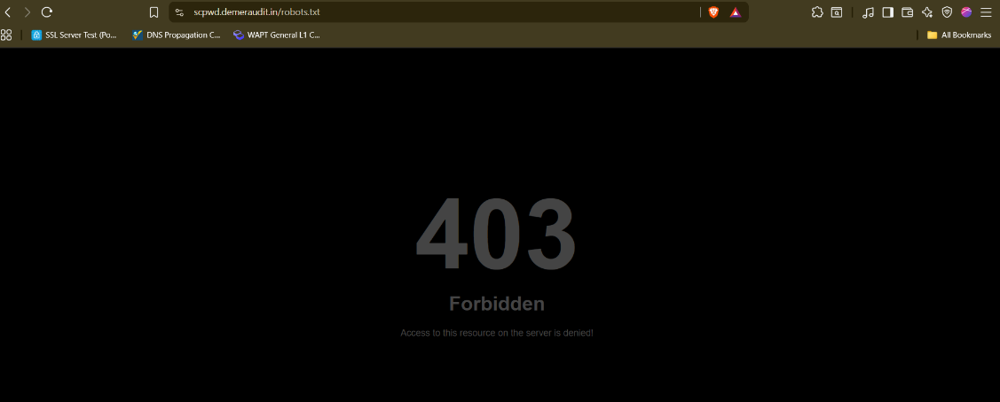 scpwd.demeraudit.in/robots.txt
SSL Server Test (Po...
DNS Propagation C...
WAPT General L1 C...
All Bookmarks
403
Forbidden
Access to this resource on the server is denied!